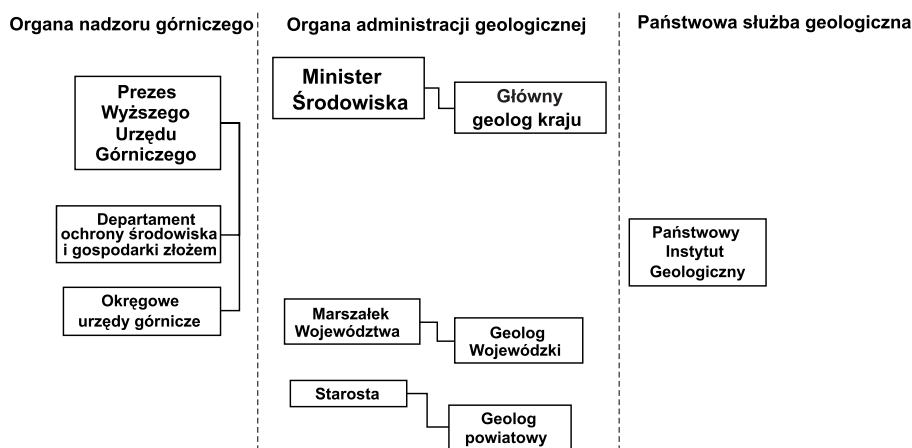 Organa nadzoru górniczego
Organa administracji geologicznej
Państwowa służba geologiczna
Prezes
Wyższego
Urzędu
Górniczego
Departament
ochrony środowiska
i gospodarki złożem
Okręgowe
urzędy górnicze
Minister
Środowiska
Główny
geolog kraju
Marszałek
Województwa
Geolog
Wojewódzki
Starosta
Geolog
powiatowy
Państwowy
Instytut
Geologiczny